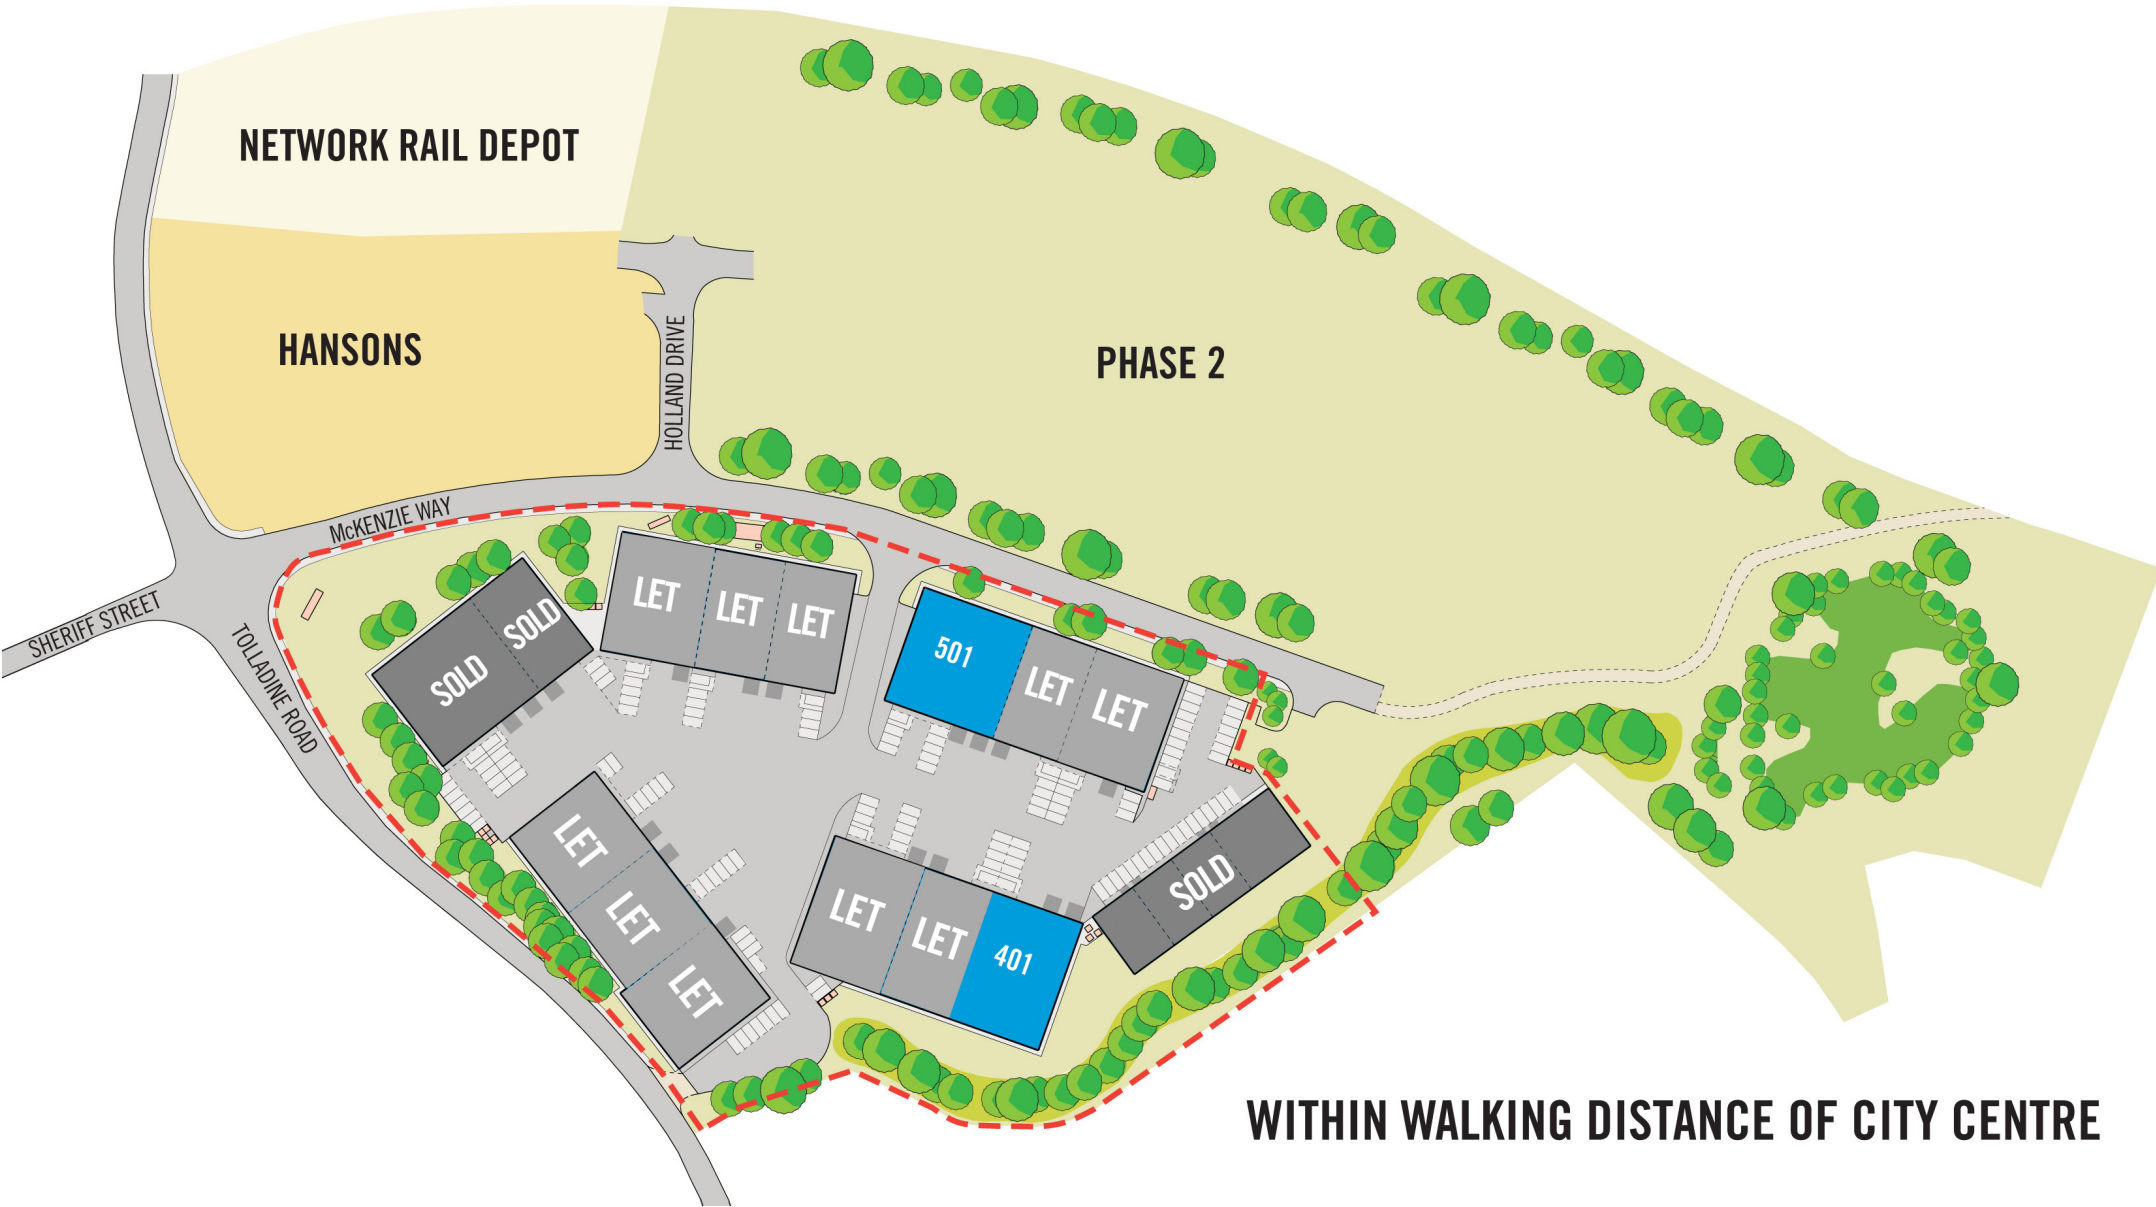 NETWORK RAIL DEPOT
HANSONS
HOLLAND DRIVE
PHASE 2
McKENZIE WAY
SHERIFF STREET
TOLLADINE ROAD
SOLD
SOLD
LET
LET
LET
501
LET
LET
LET
LET
LET
LET
LET
401
SOLD
WITHIN WALKING DISTANCE OF CITY CENTRE